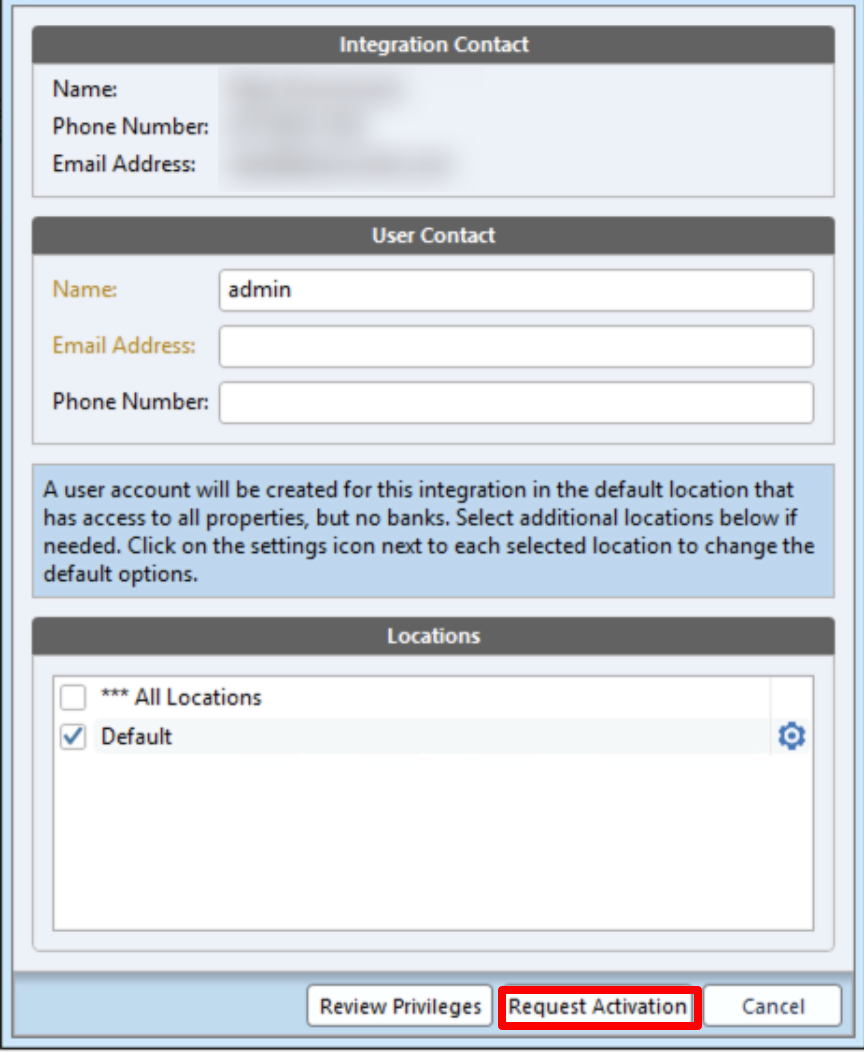 Integration Contact
Name:
Phone Number:
Email Address:
User Contact
Name: admin
Email Address:
Phone Number:
A user account will be created for this integration in the default location that
has access to all properties, but no banks. Select additional locations below if
needed. Click on the settings icon next to each selected location to change the
default options.
Locations
*** All Locations
Default
Review Privileges Request Activation Cancel